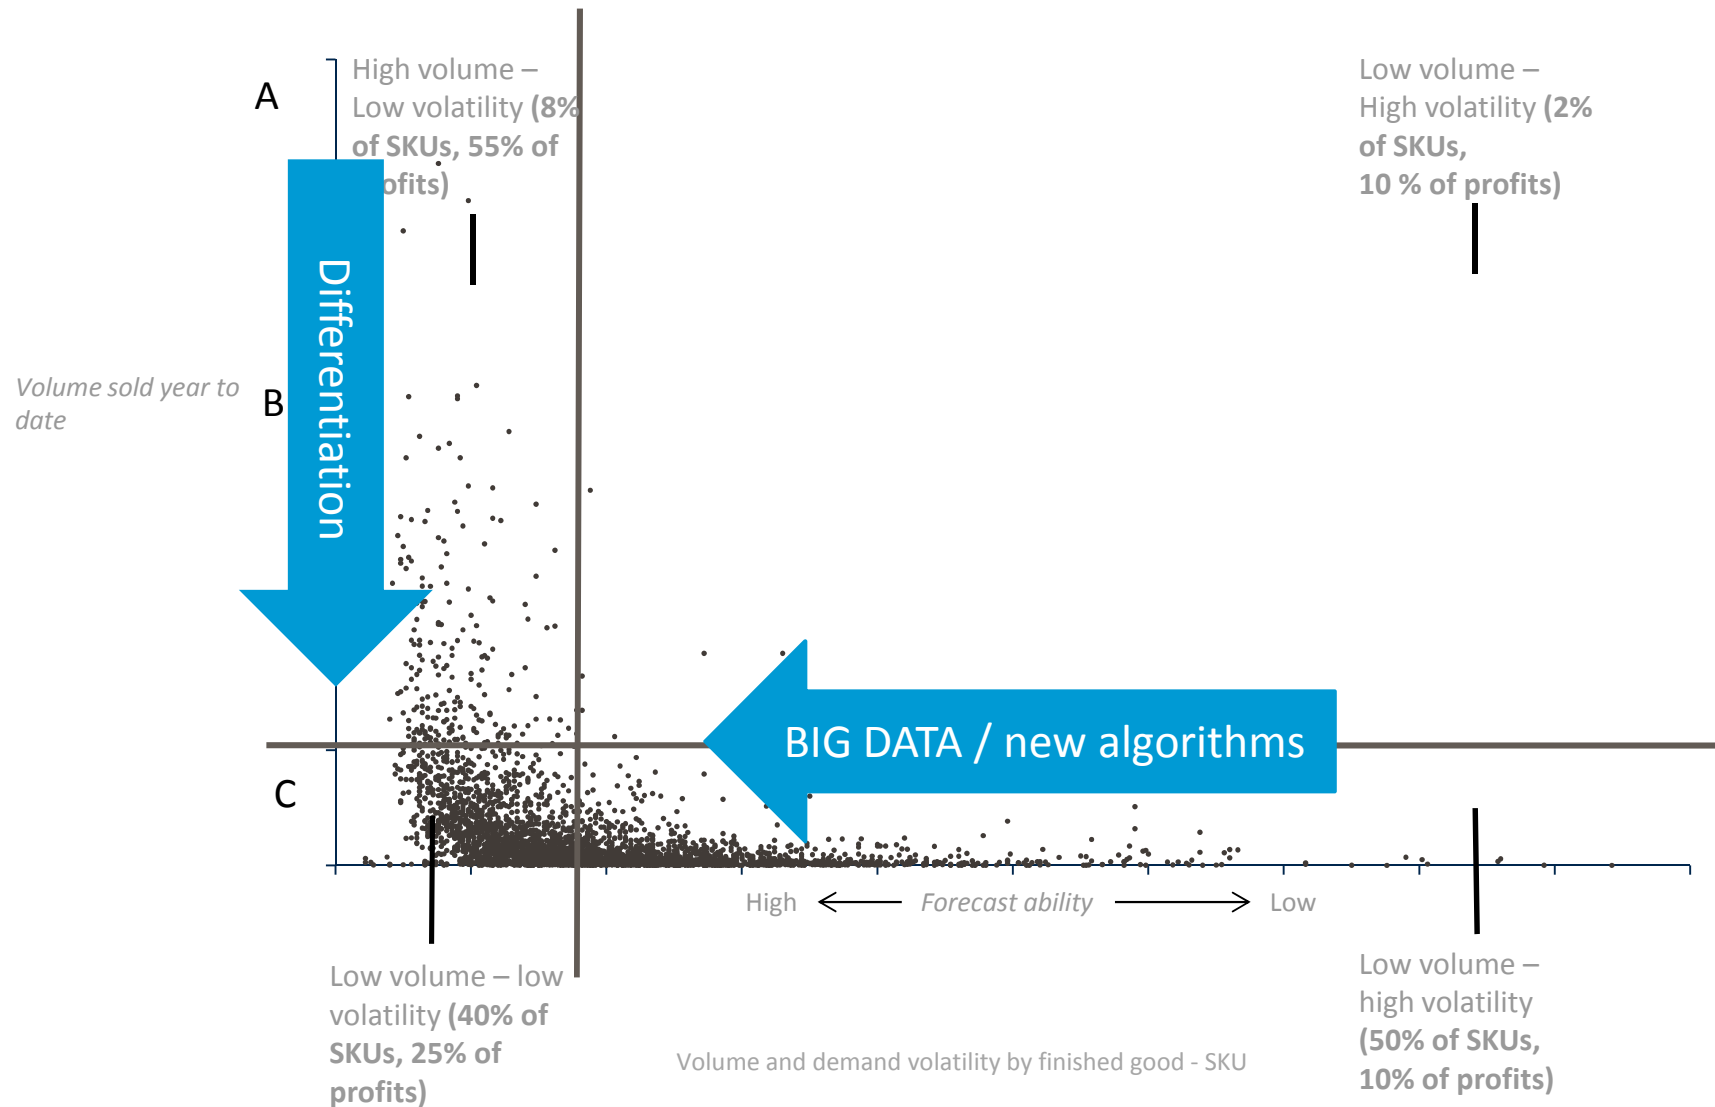 A
High volume –
Low volatility (8%
of SKUs, 55% of
ofits)
Low volume –
High volatility (2%
of SKUs,
10 % of profits)
Differentiation
Volume sold year to
date
B
BIG DATA / new algorithms
C
High
Forecast ability
Low
Low volume – low
volatility (40% of
SKUs, 25% of
profits)
Volume and demand volatility by finished good - SKU
Low volume –
high volatility
(50% of SKUs,
10% of profits)